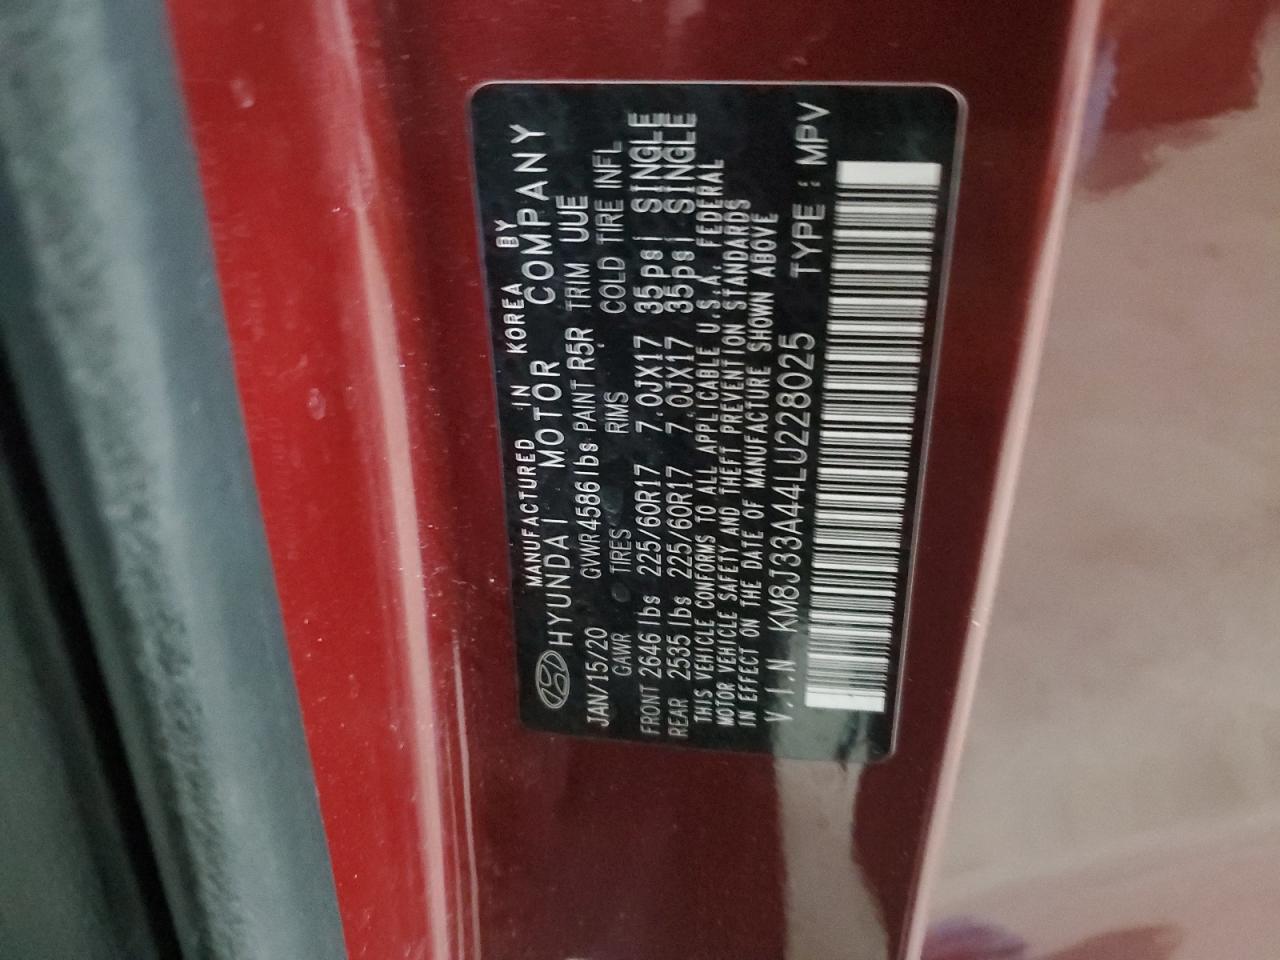 MANUFACTURED IN KOREA BY
HYUNDAI MOTOR COMPANY
JAN/15/20 GVWR 4586 lbs PAINT R5R TRIM UUE
GAWR TIRES RIMS COLD TIRE INFL
FRONT 2646 lbs 225/60R17 7.0JX17 35psi SINGLE
REAR 2535 lbs 225/60R17 7.0JX17 35psi SINGLE
THIS VEHICLE CONFORMS TO ALL APPLICABLE U.S.A. FEDERAL
MOTOR VEHICLE SAFETY AND THEFT PREVENTION STANDARDS
IN EFFECT ON THE DATE OF MANUFACTURE SHOWN ABOVE
V.I.N KM8J33A44LU228025 TYPE : MPV